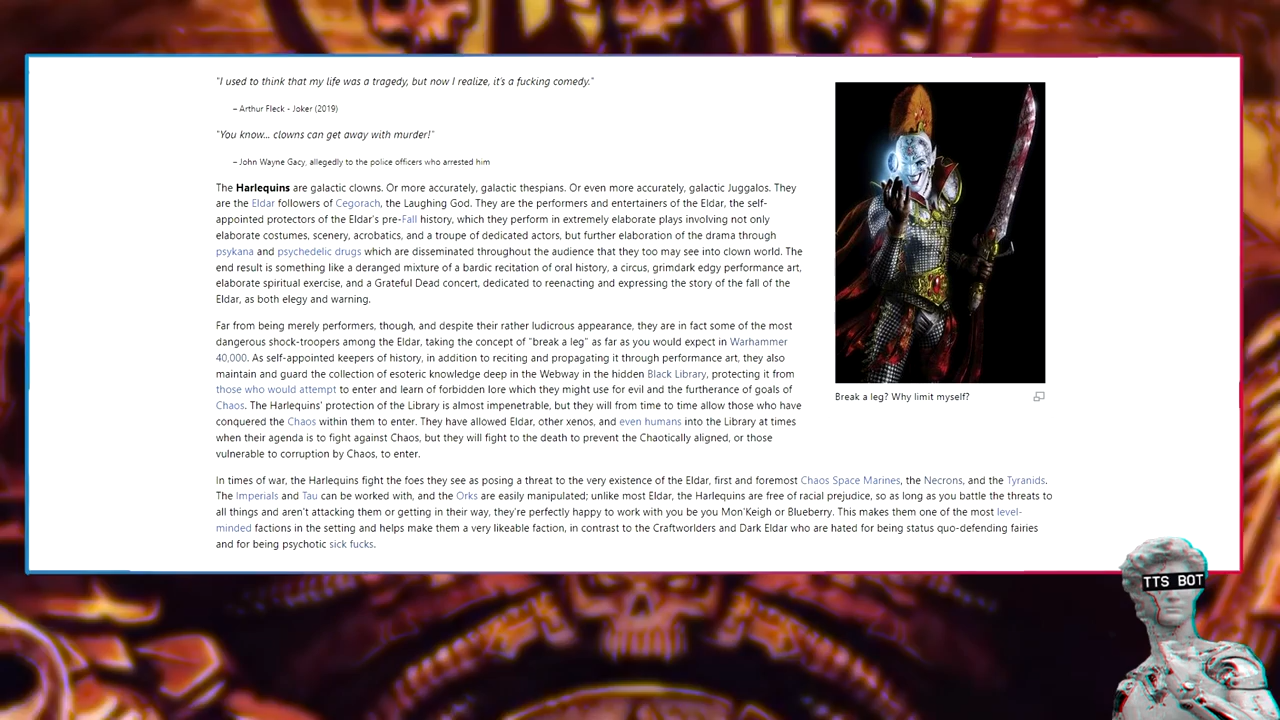 "I used to think that my life was a tragedy, but now I realize, it's a fucking comedy."
– Arthur Fleck - Joker (2019)
"You know... clowns can get away with murder!"
– John Wayne Gacy, allegedly to the police officers who arrested him
The Harlequins are galactic clowns. Or more accurately, galactic thespians. Or even more accurately, galactic Juggalos. They
are the Eldar followers of Cegorach, the Laughing God. They are the performers and entertainers of the Eldar, the self-
appointed protectors of the Eldar's pre-Fall history, which they perform in extremely elaborate plays involving not only
elaborate costumes, scenery, acrobatics, and a troupe of dedicated actors, but further elaboration of the drama through
psykana and psychedelic drugs which are disseminated throughout the audience that they too may see into clown world. The
end result is something like a deranged mixture of a bardic recitation of oral history, a circus, grimdark edgy performance art,
elaborate spiritual exercise, and a Grateful Dead concert, dedicated to reenacting and expressing the story of the fall of the
Eldar, as both elegy and warning.
Far from being merely performers, though, and despite their rather ludicrous appearance, they are in fact some of the most
dangerous shock-troopers among the Eldar, taking the concept of "break a leg" as far as you would expect in Warhammer
40,000. As self-appointed keepers of history, in addition to reciting and propagating it through performance art, they also
maintain and guard the collection of esoteric knowledge deep in the Webway in the hidden Black Library, protecting it from
those who would attempt to enter and learn of forbidden lore which they might use for evil and the furtherance of goals of
Chaos. The Harlequins' protection of the Library is almost impenetrable, but they will from time to time allow those who have
conquered the Chaos within them to enter. They have allowed Eldar, other xenos, and even humans into the Library at times
when their agenda is to fight against Chaos, but they will fight to the death to prevent the Chaotically aligned, or those
vulnerable to corruption by Chaos, to enter.
Break a leg? Why limit myself?
In times of war, the Harlequins fight the foes they see as posing a threat to the very existence of the Eldar, first and foremost Chaos Space Marines, the Necrons, and the Tyranids.
The Imperials and Tau can be worked with, and the Orks are easily manipulated; unlike most Eldar, the Harlequins are free of racial prejudice, so as long as you battle the threats to
all things and aren't attacking them or getting in their way, they're perfectly happy to work with you be you Mon'Keigh or Blueberry. This makes them one of the most level-
minded factions in the setting and helps make them a very likeable faction, in contrast to the Craftworlders and Dark Eldar who are hated for being status quo-defending fairies
and for being psychotic sick fucks.
TTS BOT